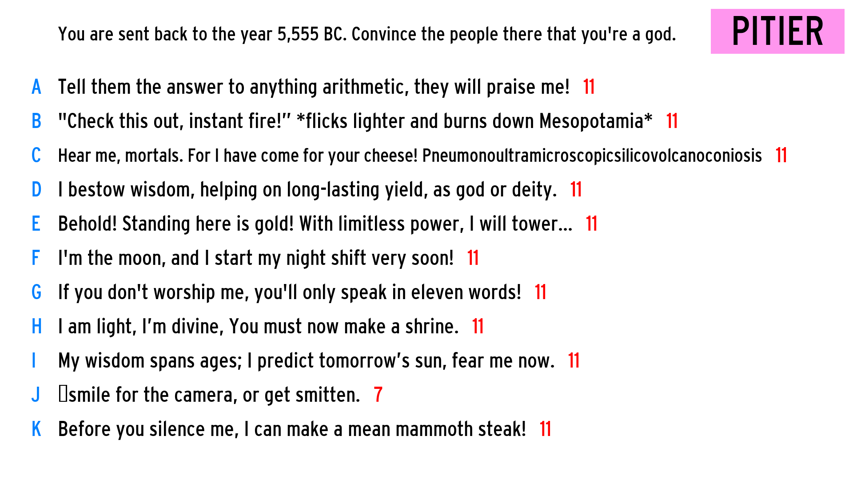 You are sent back to the year 5,555 BC. Convince the people there that you're a god.
PITIER
A Tell them the answer to anything arithmetic, they will praise me! 11
B "Check this out, instant fire!” *flicks lighter and burns down Mesopotamia* 11
C Hear me, mortals. For I have come for your cheese! Pneumonoultramicroscopicsilicovolcanoconiosis 11
D I bestow wisdom, helping on long-lasting yield, as god or deity. 11
E Behold! Standing here is gold! With limitless power, I will tower... 11
F I'm the moon, and I start my night shift very soon! 11
G If you don't worship me, you'll only speak in eleven words! 11
H I am light, I’m divine, You must now make a shrine. 11
I My wisdom spans ages; I predict tomorrow’s sun, fear me now. 11
J smile for the camera, or get smitten. 7
K Before you silence me, I can make a mean mammoth steak! 11